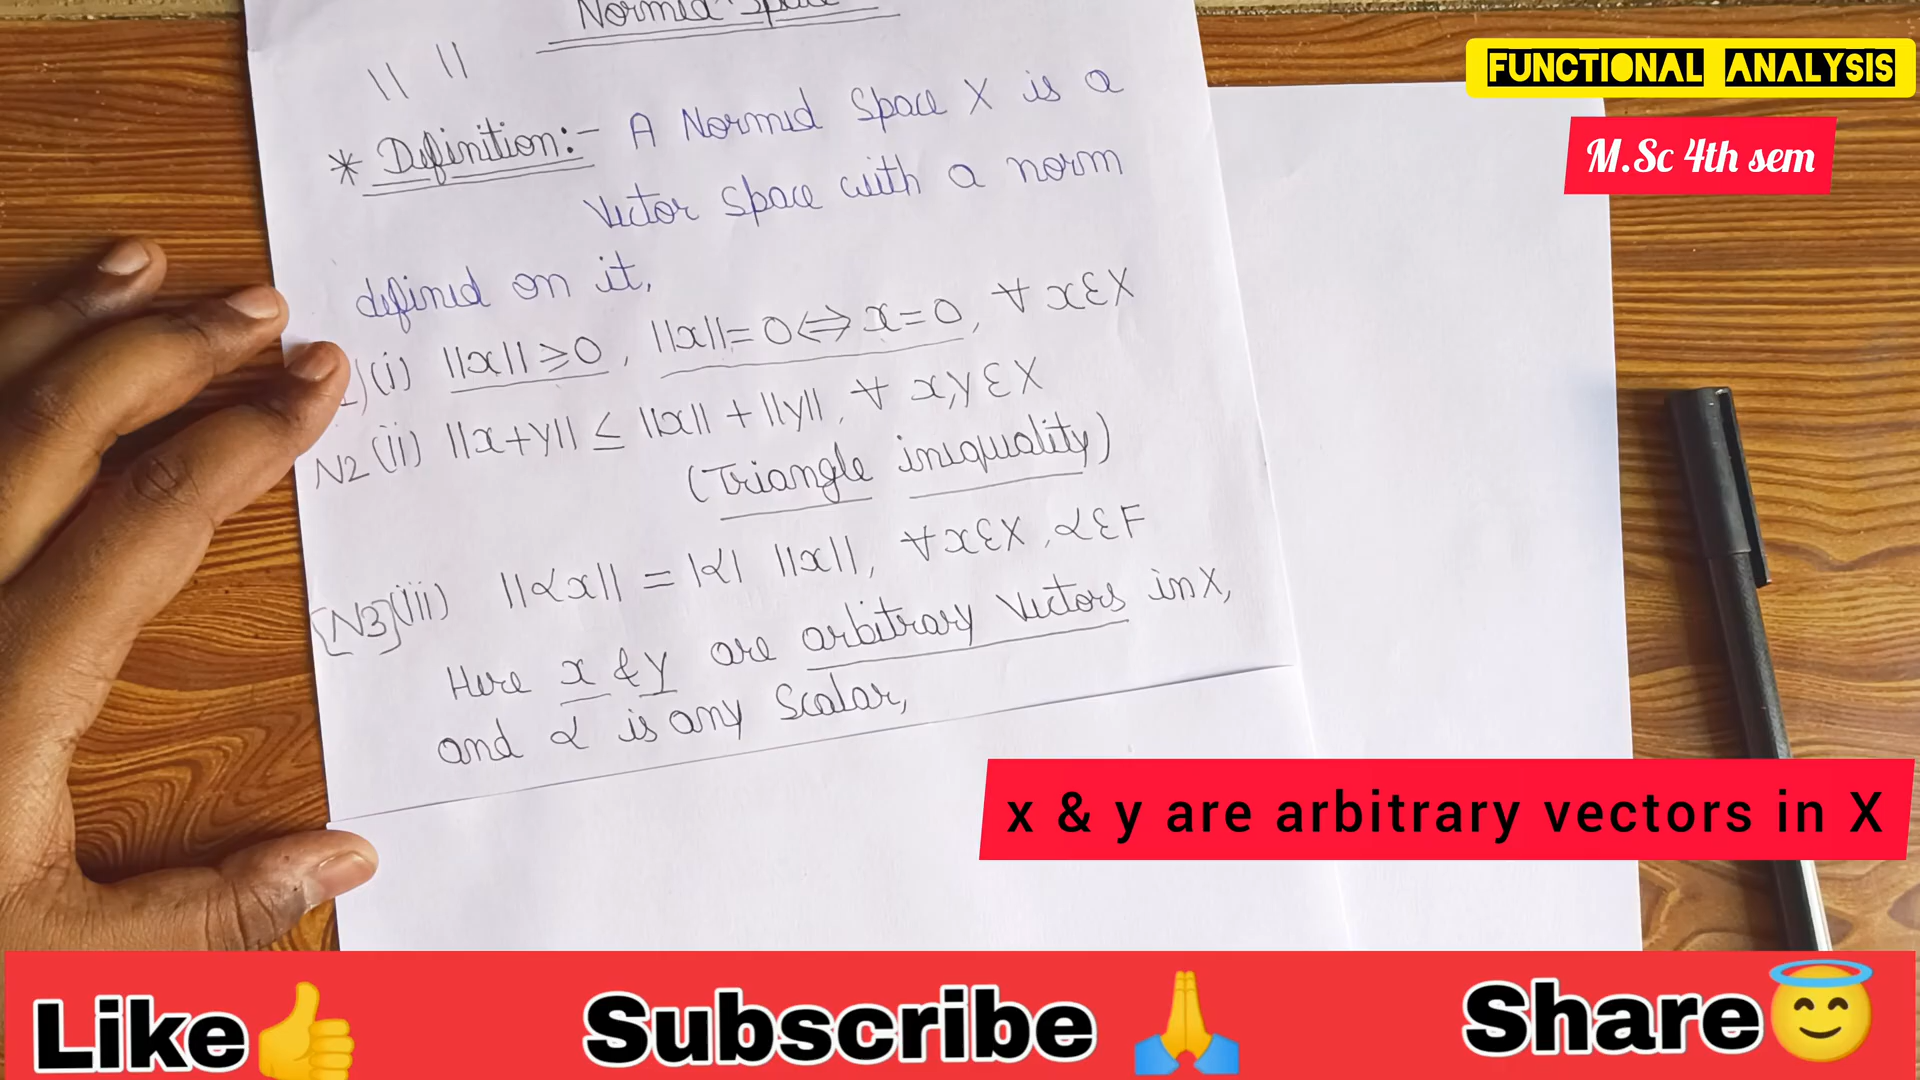 Normed Space
|| ||
* Definition:- A Normed Space X is a
Vector space with a norm
defined on it.
(i) ||x|| ≥ 0, ||x|| = 0 ⇔ x = 0, ∀ x ∈ X
N2 (ii) ||x+y|| ≤ ||x|| + ||y||, ∀ x,y ∈ X
(Triangle inequality)
[N3] (iii) ||αx|| = |α| ||x||, ∀ x ∈ X, α ∈ F
Here x & y are arbitrary vectors in X,
and α is any Scalar,
FUNCTIONAL ANALYSIS
M.Sc 4th sem
x & y are arbitrary vectors in X
Like👍 Subscribe 🙏 Share😇